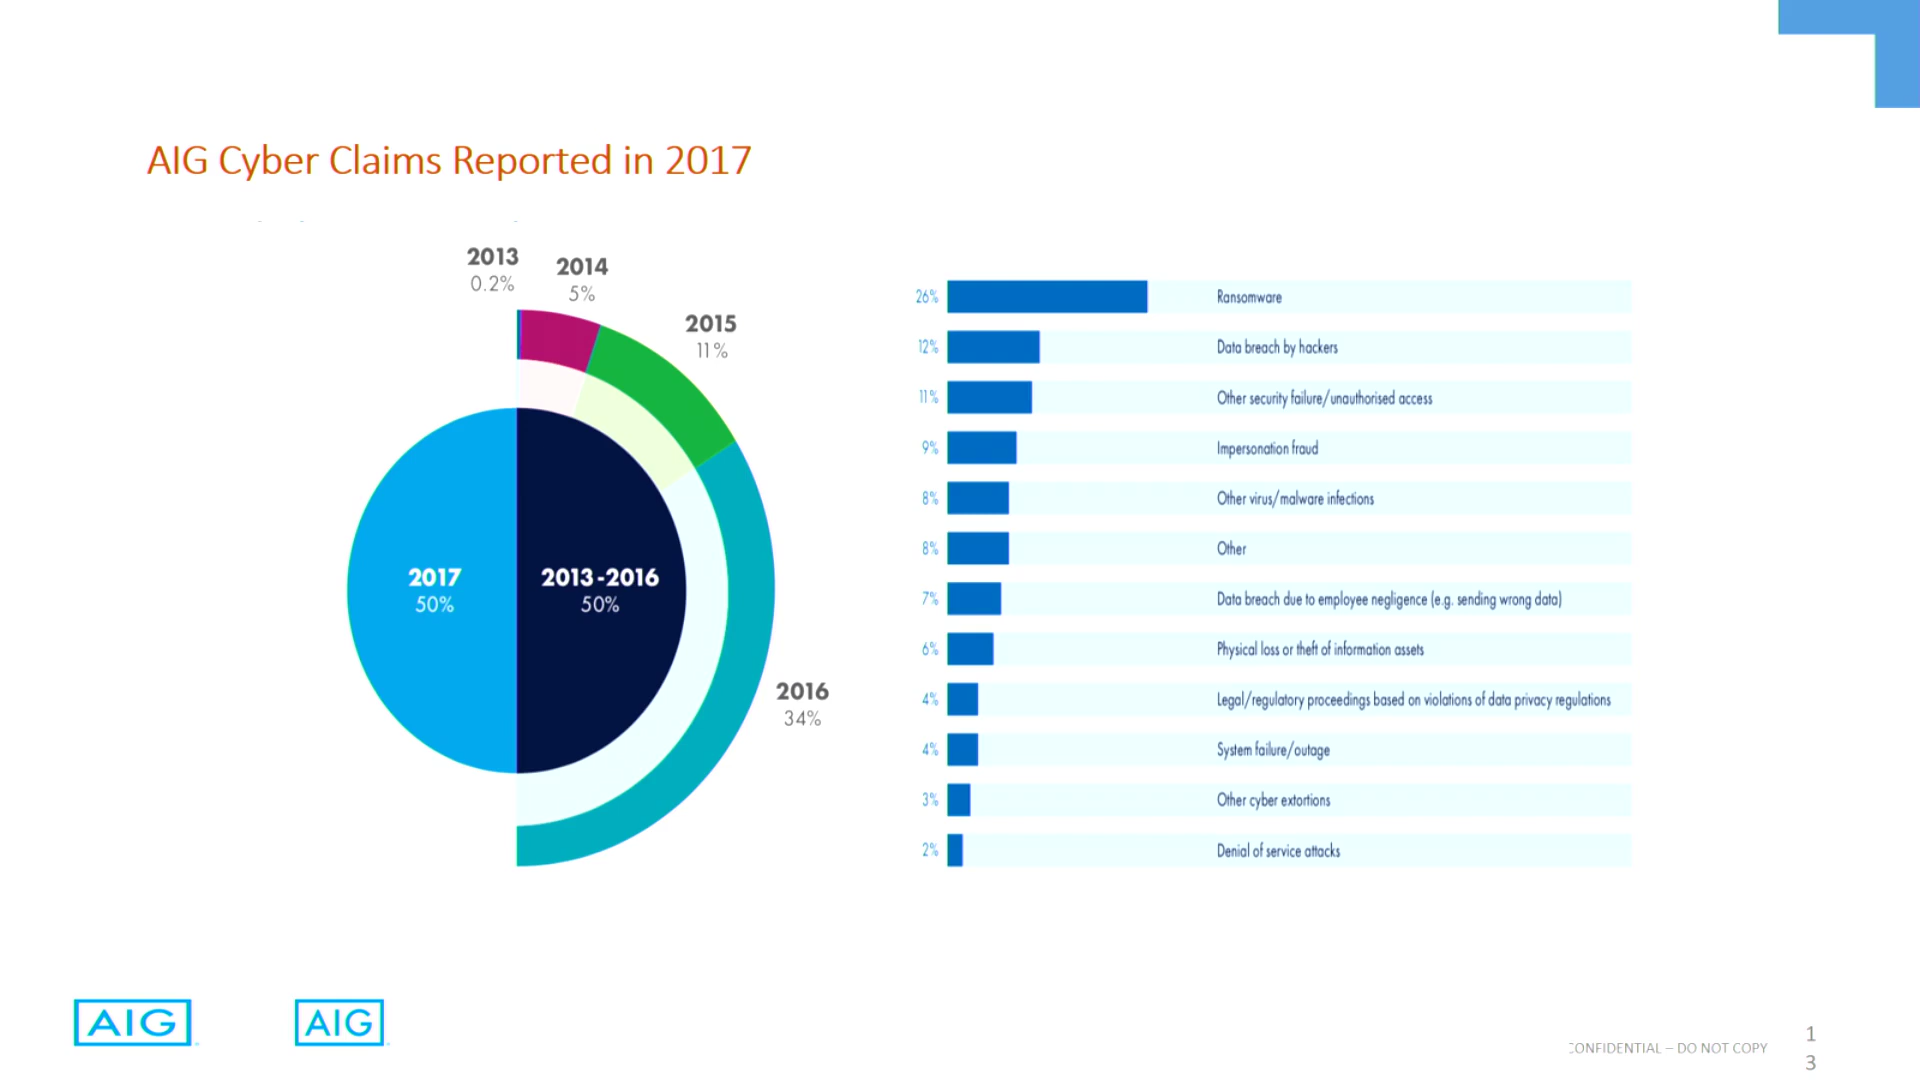 AIG Cyber Claims Reported in 2017
2013
0.2%
2014
5%
2015
11%
2017
50%
2013-2016
50%
2016
34%
26% Ransomware
12% Data breach by hackers
11% Other security failure/unauthorised access
9% Impersonation fraud
8% Other virus/malware infections
8% Other
7% Data breach due to employee negligence (e.g. sending wrong data)
6% Physical loss or theft of information assets
4% Legal/regulatory proceedings based on violations of data privacy regulations
4% System failure/outage
3% Other cyber extortions
2% Denial of service attacks
AIG
AIG
CONFIDENTIAL – DO NOT COPY
1
3